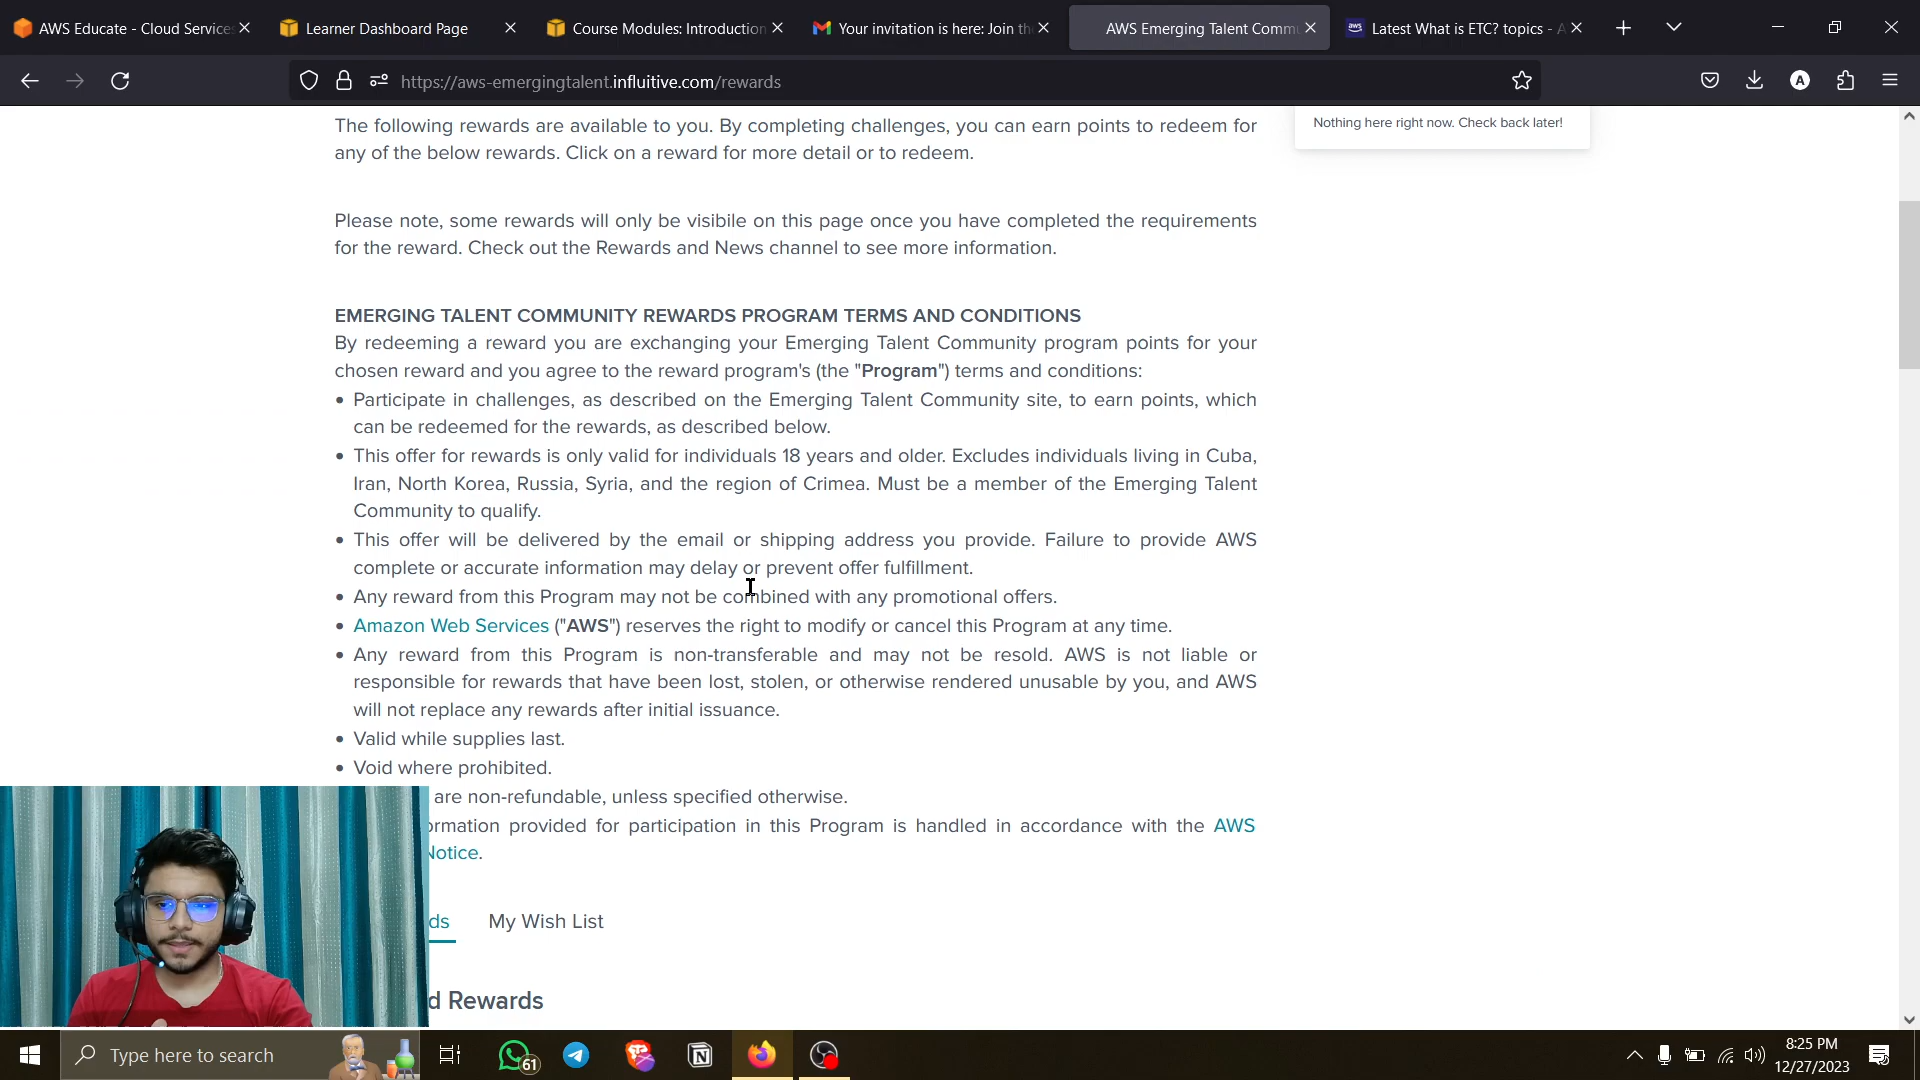 AWS Educate - Cloud Services
Learner Dashboard Page
Course Modules: Introduction
Your invitation is here: Join th
AWS Emerging Talent Commu
Latest What is ETC? topics - A
https://aws-emergingtalent.influitive.com/rewards
The following rewards are available to you. By completing challenges, you can earn points to redeem for
any of the below rewards. Click on a reward for more detail or to redeem.
Nothing here right now. Check back later!
Please note, some rewards will only be visibile on this page once you have completed the requirements
for the reward. Check out the Rewards and News channel to see more information.
EMERGING TALENT COMMUNITY REWARDS PROGRAM TERMS AND CONDITIONS
By redeeming a reward you are exchanging your Emerging Talent Community program points for your
chosen reward and you agree to the reward program's (the "Program") terms and conditions:
• Participate in challenges, as described on the Emerging Talent Community site, to earn points, which
can be redeemed for the rewards, as described below.
• This offer for rewards is only valid for individuals 18 years and older. Excludes individuals living in Cuba,
Iran, North Korea, Russia, Syria, and the region of Crimea. Must be a member of the Emerging Talent
Community to qualify.
• This offer will be delivered by the email or shipping address you provide. Failure to provide AWS
complete or accurate information may delay or prevent offer fulfillment.
• Any reward from this Program may not be combined with any promotional offers.
• Amazon Web Services ("AWS") reserves the right to modify or cancel this Program at any time.
• Any reward from this Program is non-transferable and may not be resold. AWS is not liable or
responsible for rewards that have been lost, stolen, or otherwise rendered unusable by you, and AWS
will not replace any rewards after initial issuance.
• Valid while supplies last.
• Void where prohibited.
are non-refundable, unless specified otherwise.
ormation provided for participation in this Program is handled in accordance with the AWS
Notice.
ds My Wish List
d Rewards
Type here to search
61
8:25 PM
12/27/2023